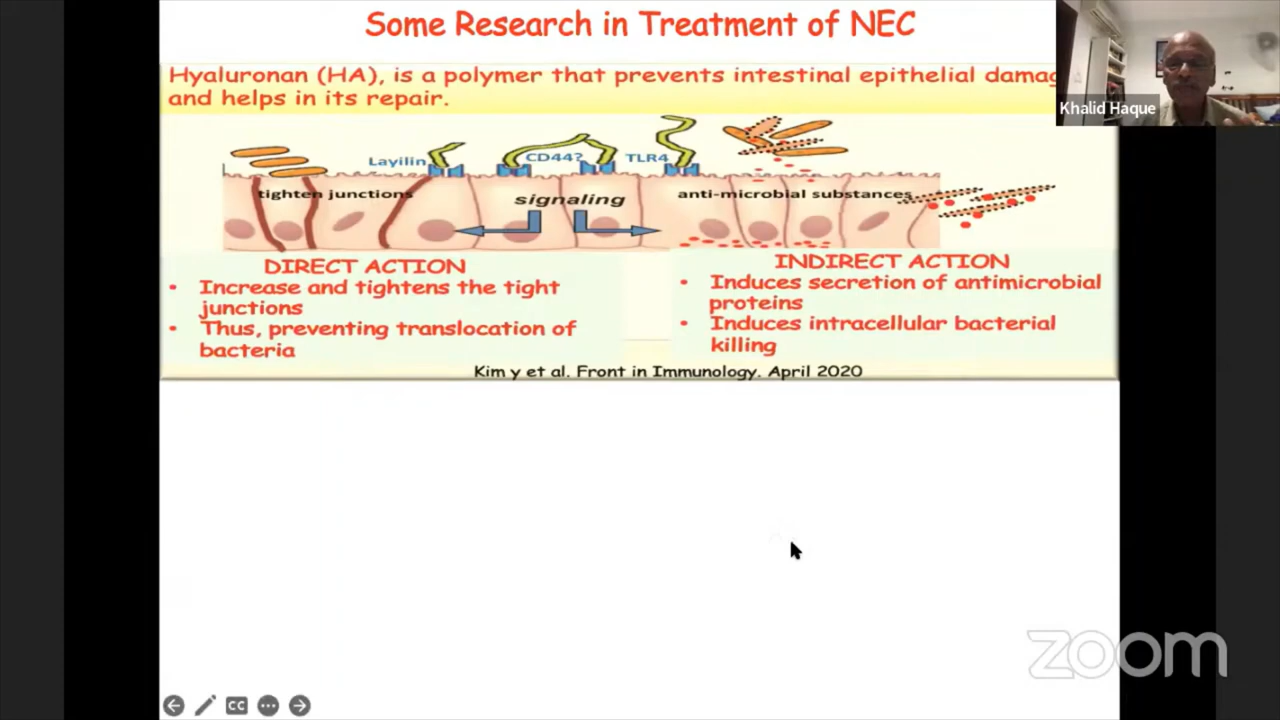 Some Research in Treatment of NEC
Hyaluronan (HA), is a polymer that prevents intestinal epithelial
and helps in its repair.
Khalid Haque
Layilin
CD44?
TLR4
tighten junctions
signaling
anti-microbial substances
DIRECT ACTION
• Increase and tightens the tight
junctions
• Thus, preventing translocation of
bacteria
INDIRECT ACTION
• Induces secretion of antimicrobial
proteins
• Induces intracellular bacterial
killing
Kim y et al. Front in Immunology. April 2020
CC
zoom